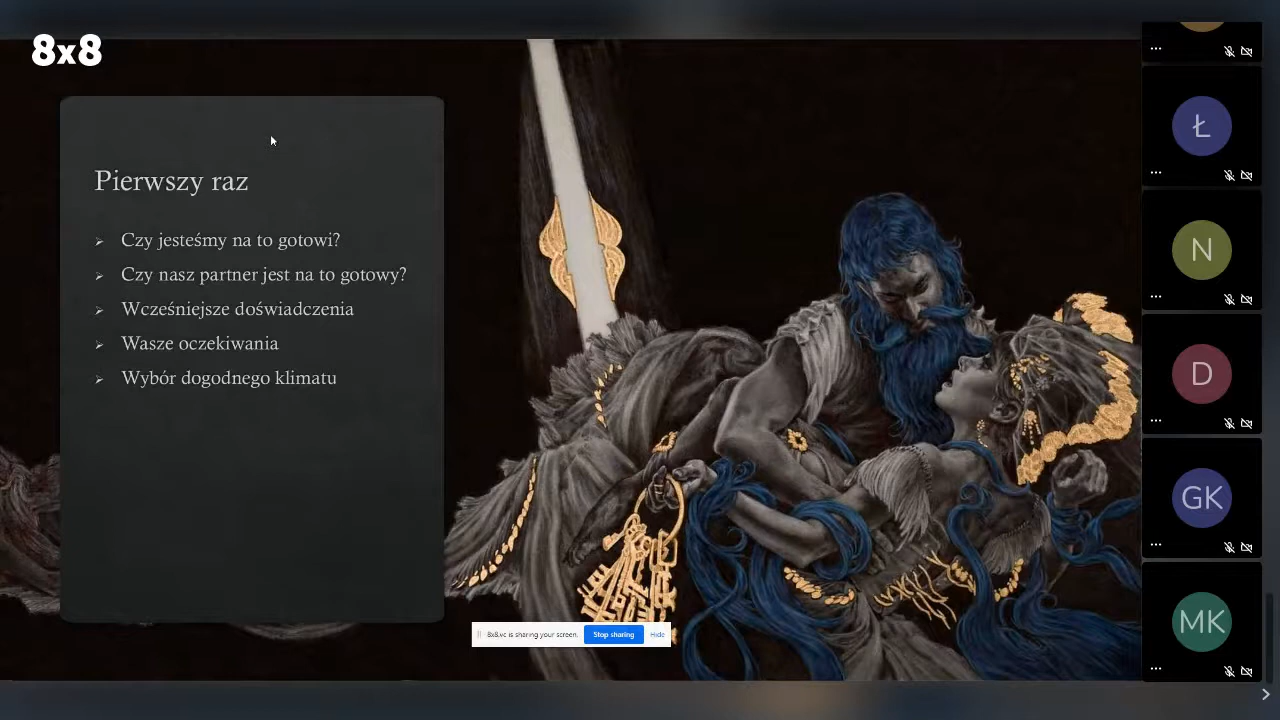 8x8
Pierwszy raz
Czy jesteśmy na to gotowi?
Czy nasz partner jest na to gotowy?
Wcześniejsze doświadczenia
Wasze oczekiwania
Wybór dogodnego klimatu
8x8.vc is sharing your screen.
Stop sharing
Hide
Ł
N
D
GK
MK